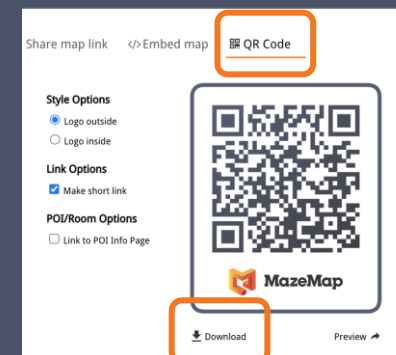 Share map link </> Embed map QR Code
Style Options
Logo outside
Logo inside
Link Options
Make short link
POI/Room Options
Link to POI Info Page
MazeMap
Download Preview